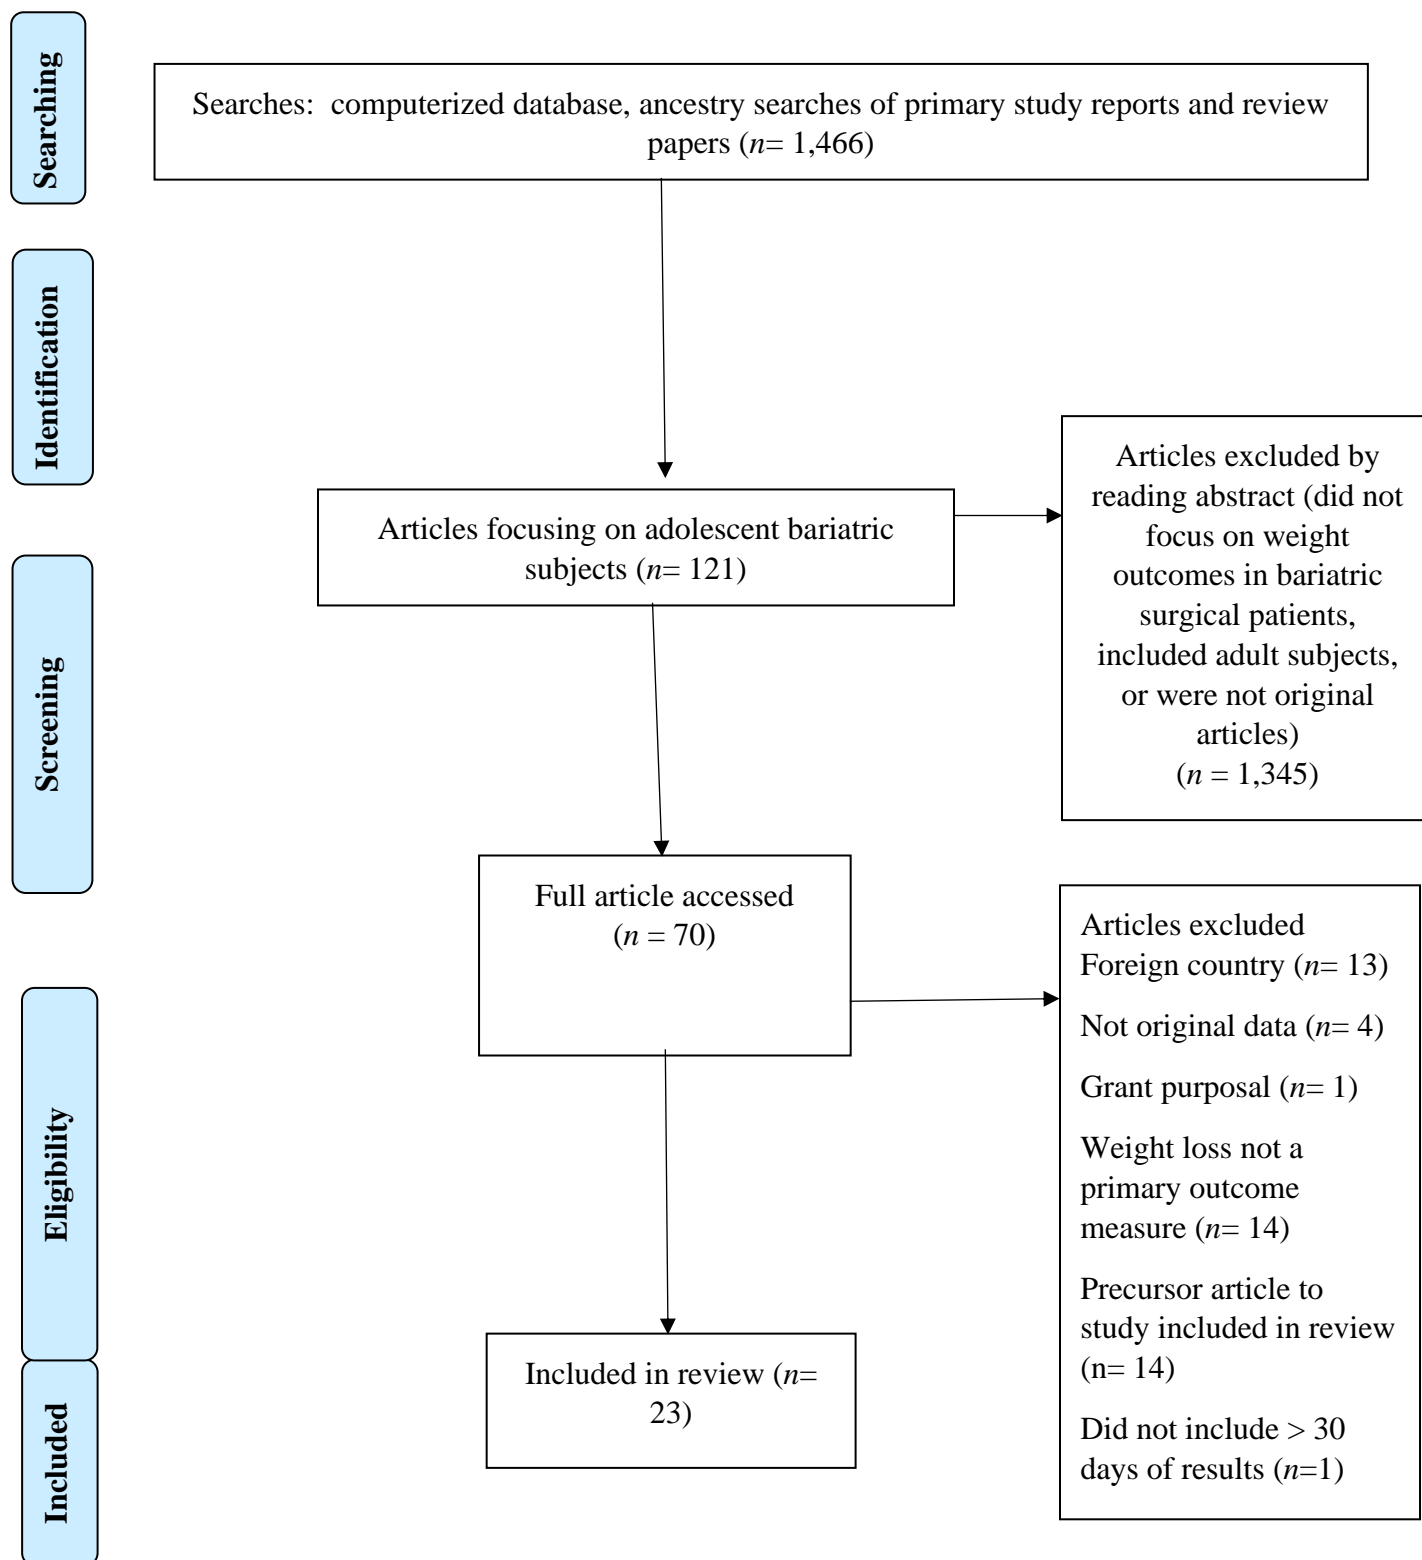 Searching
Searches:  computerized database, ancestry searches of primary study reports and review
papers (n= 1,466)
Identification
Articles focusing on adolescent bariatric
subjects (n= 121)
Articles excluded by
reading abstract (did not
focus on weight
outcomes in bariatric
surgical patients,
included adult subjects,
or were not original
articles)
(n = 1,345)
Screening
Full article accessed
(n = 70)
Articles excluded
Foreign country (n= 13)
Not original data (n= 4)
Grant purposal (n= 1)
Weight loss not a
primary outcome
measure (n= 14)
Precursor article to
study included in review
(n= 14)
Did not include > 30
days of results (n=1)
Eligibility
Included in review (n=
23)
Included